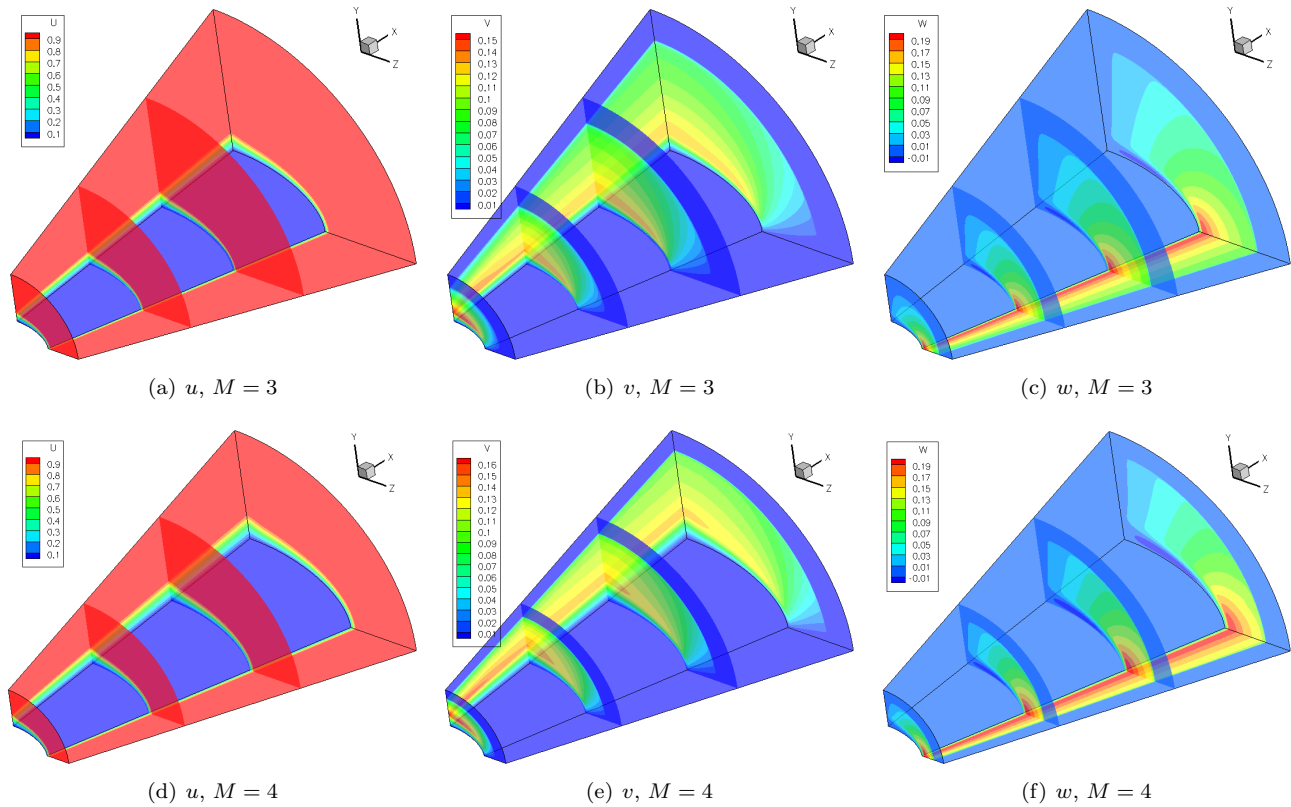 U
0.9
0.8
0.7
0.6
0.5
0.4
0.3
0.2
0.1
Y
X
Z
V
0.15
0.14
0.13
0.12
0.11
0.1
0.09
0.08
0.07
0.06
0.05
0.04
0.03
0.02
0.01
Y
X
Z
W
0.19
0.17
0.15
0.13
0.11
0.09
0.07
0.05
0.03
0.01
-0.01
Y
X
Z
(a) u, M = 3
(b) v, M = 3
(c) w, M = 3
U
0.9
0.8
0.7
0.6
0.5
0.4
0.3
0.2
0.1
Y
X
Z
V
0.16
0.15
0.14
0.13
0.12
0.11
0.1
0.09
0.08
0.07
0.06
0.05
0.04
0.03
0.02
0.01
Y
X
Z
W
0.19
0.17
0.15
0.13
0.11
0.09
0.07
0.05
0.03
0.01
-0.01
Y
X
Z
(d) u, M = 4
(e) v, M = 4
(f) w, M = 4